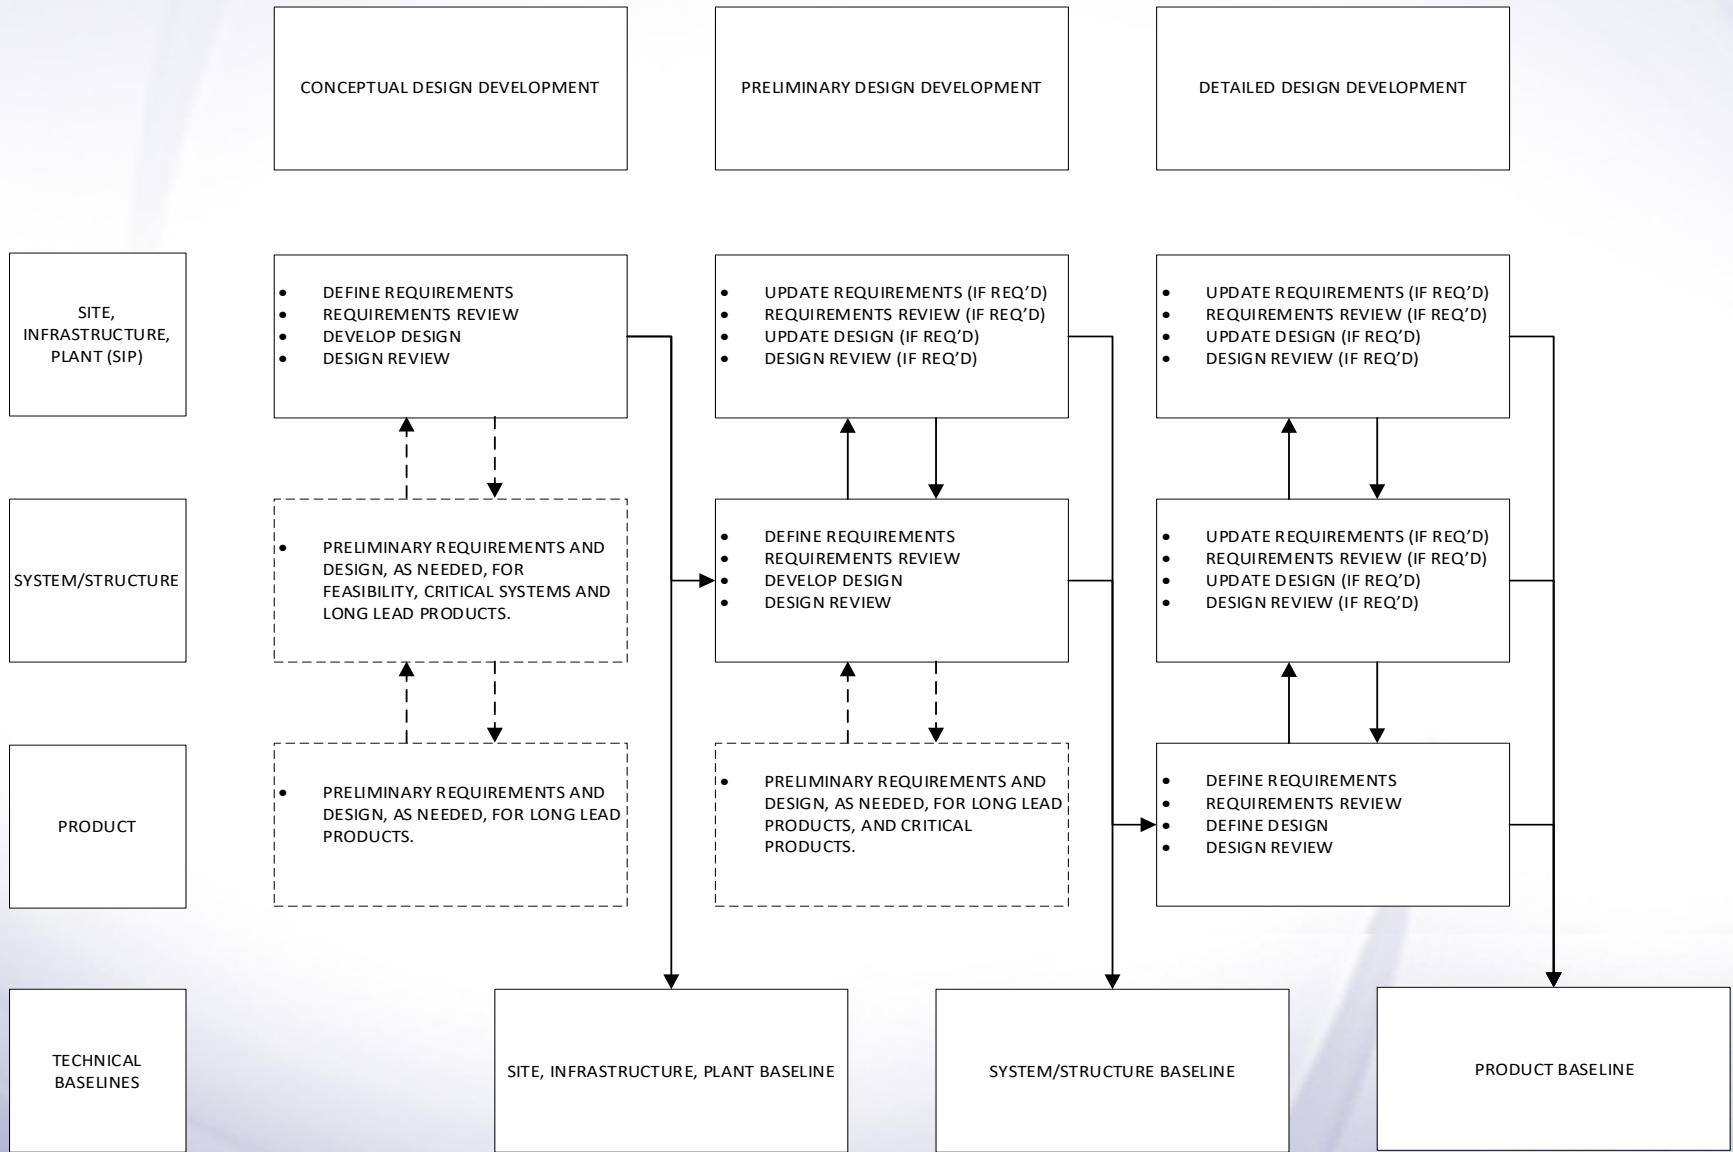 CONCEPTUAL DESIGN DEVELOPMENT
PRELIMINARY DESIGN DEVELOPMENT
DETAILED DESIGN DEVELOPMENT
SITE,
INFRASTRUCTURE,
PLANT (SIP)
• DEFINE REQUIREMENTS
• REQUIREMENTS REVIEW
• DEVELOP DESIGN
• DESIGN REVIEW
• UPDATE REQUIREMENTS (IF REQ’D)
• REQUIREMENTS REVIEW (IF REQ’D)
• UPDATE DESIGN (IF REQ’D)
• DESIGN REVIEW (IF REQ’D)
• UPDATE REQUIREMENTS (IF REQ’D)
• REQUIREMENTS REVIEW (IF REQ’D)
• UPDATE DESIGN (IF REQ’D)
• DESIGN REVIEW (IF REQ’D)
SYSTEM/STRUCTURE
• PRELIMINARY REQUIREMENTS AND
DESIGN, AS NEEDED, FOR
FEASIBILITY, CRITICAL SYSTEMS AND
LONG LEAD PRODUCTS.
• DEFINE REQUIREMENTS
• REQUIREMENTS REVIEW
• DEVELOP DESIGN
• DESIGN REVIEW
• UPDATE REQUIREMENTS (IF REQ’D)
• REQUIREMENTS REVIEW (IF REQ’D)
• UPDATE DESIGN (IF REQ’D)
• DESIGN REVIEW (IF REQ’D)
PRODUCT
• PRELIMINARY REQUIREMENTS AND
DESIGN, AS NEEDED, FOR LONG LEAD
PRODUCTS.
• PRELIMINARY REQUIREMENTS AND
DESIGN, AS NEEDED, FOR LONG LEAD
PRODUCTS, AND CRITICAL
PRODUCTS.
• DEFINE REQUIREMENTS
• REQUIREMENTS REVIEW
• DEFINE DESIGN
• DESIGN REVIEW
TECHNICAL
BASELINES
SITE, INFRASTRUCTURE, PLANT BASELINE
SYSTEM/STRUCTURE BASELINE
PRODUCT BASELINE